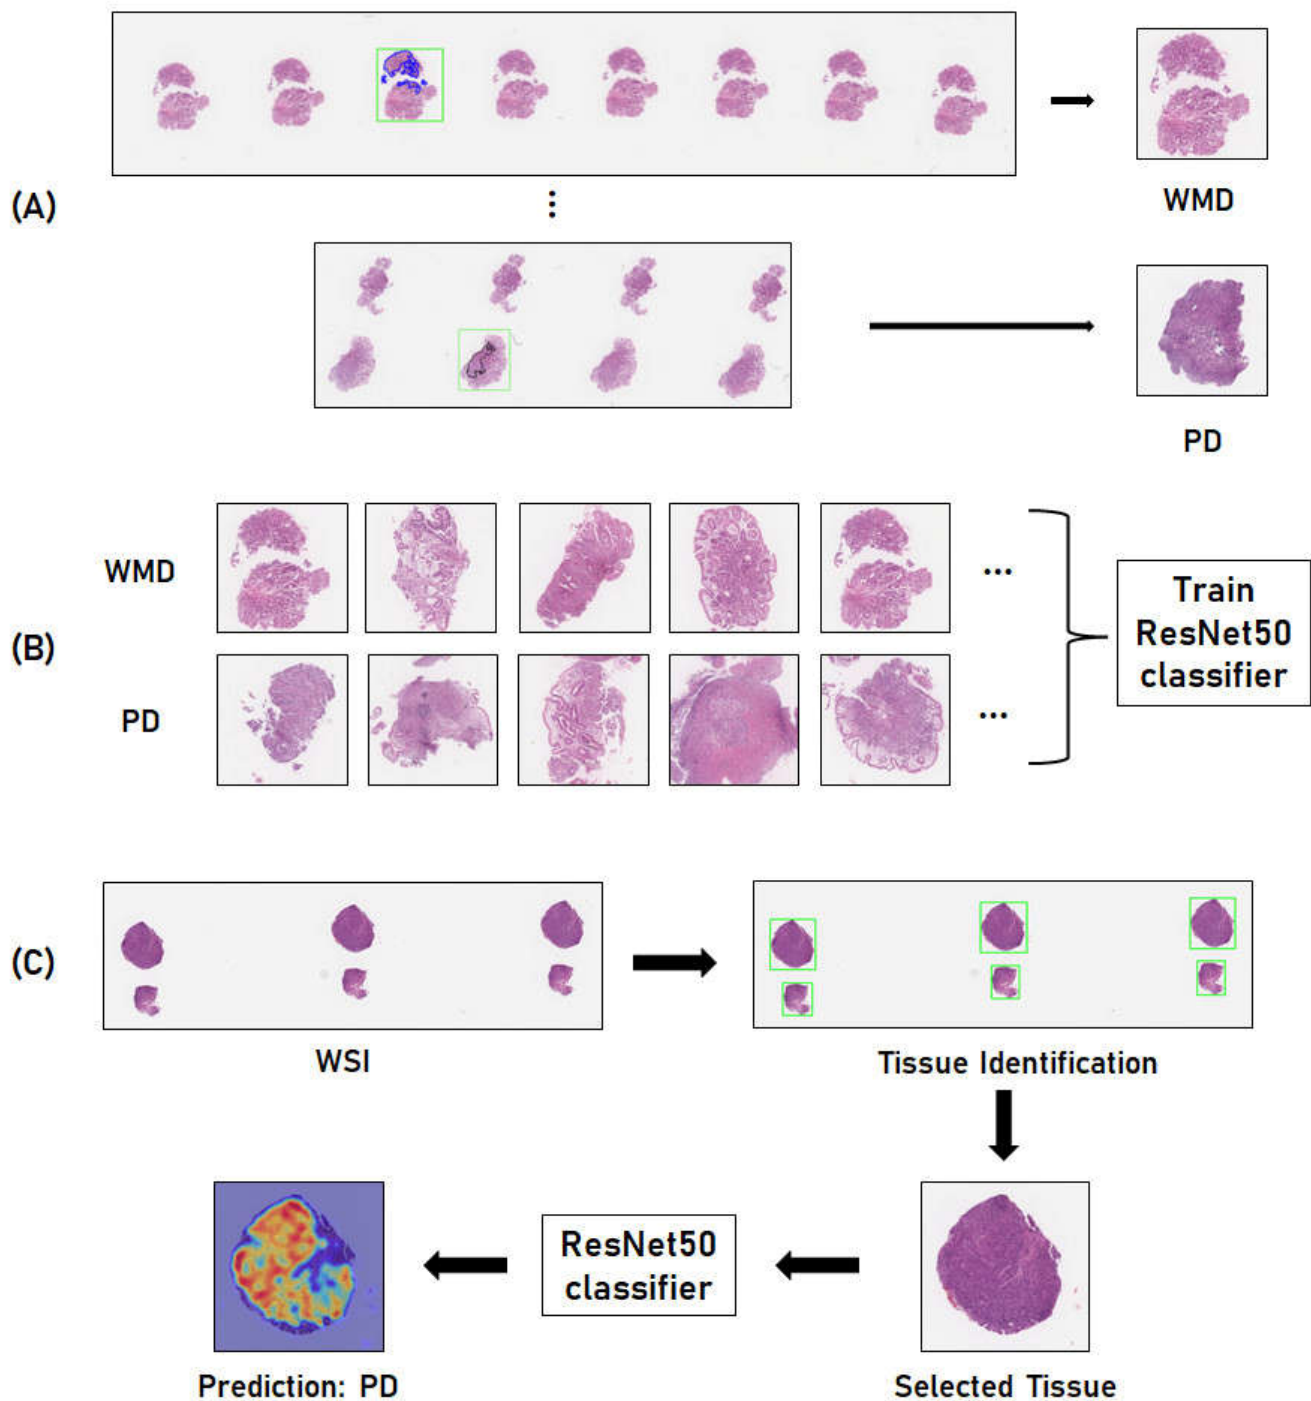 (A)
WMD
PD
(B)
WMD
PD
...
...
Train
ResNet50
classifier
(C)
WSI
Tissue Identification
ResNet50
classifier
Prediction: PD
Selected Tissue